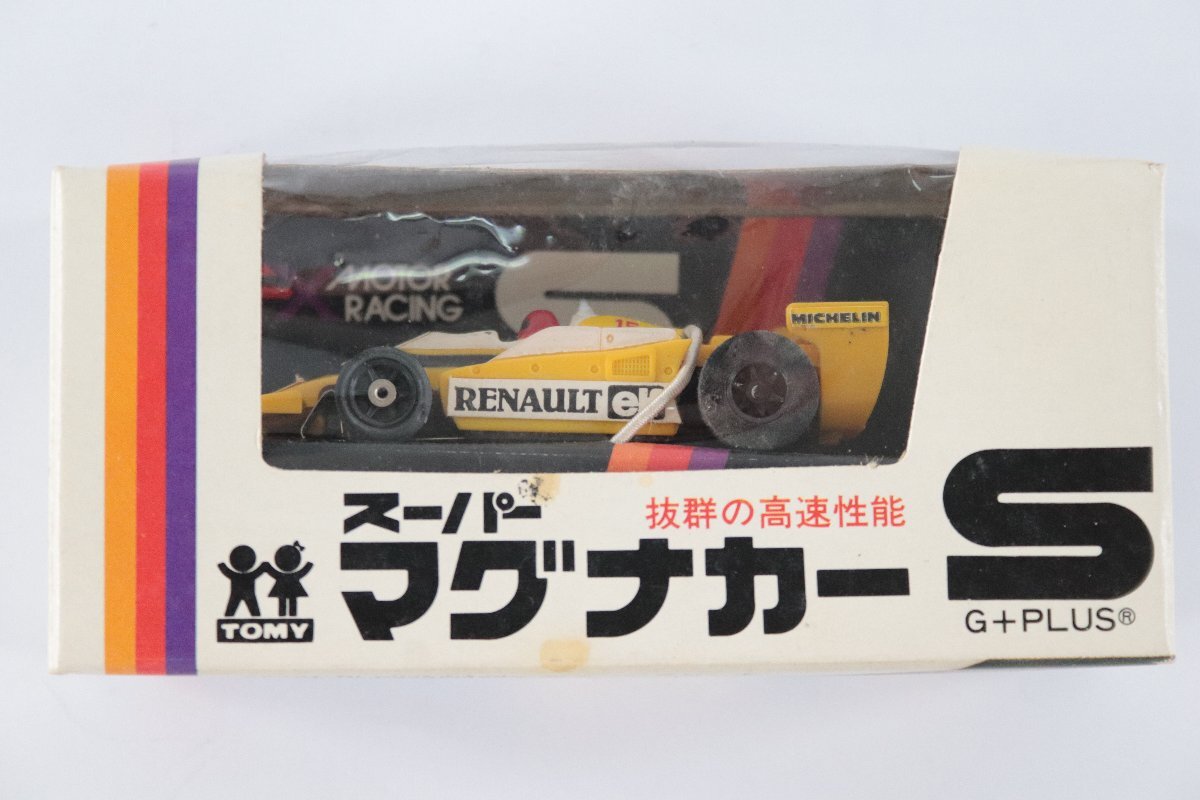 MOTOR
RACING
S
15
MICHELIN
RENAULT elf
スーパー
抜群の高速性能
マグナカー
S
TOMY
G+PLUS®